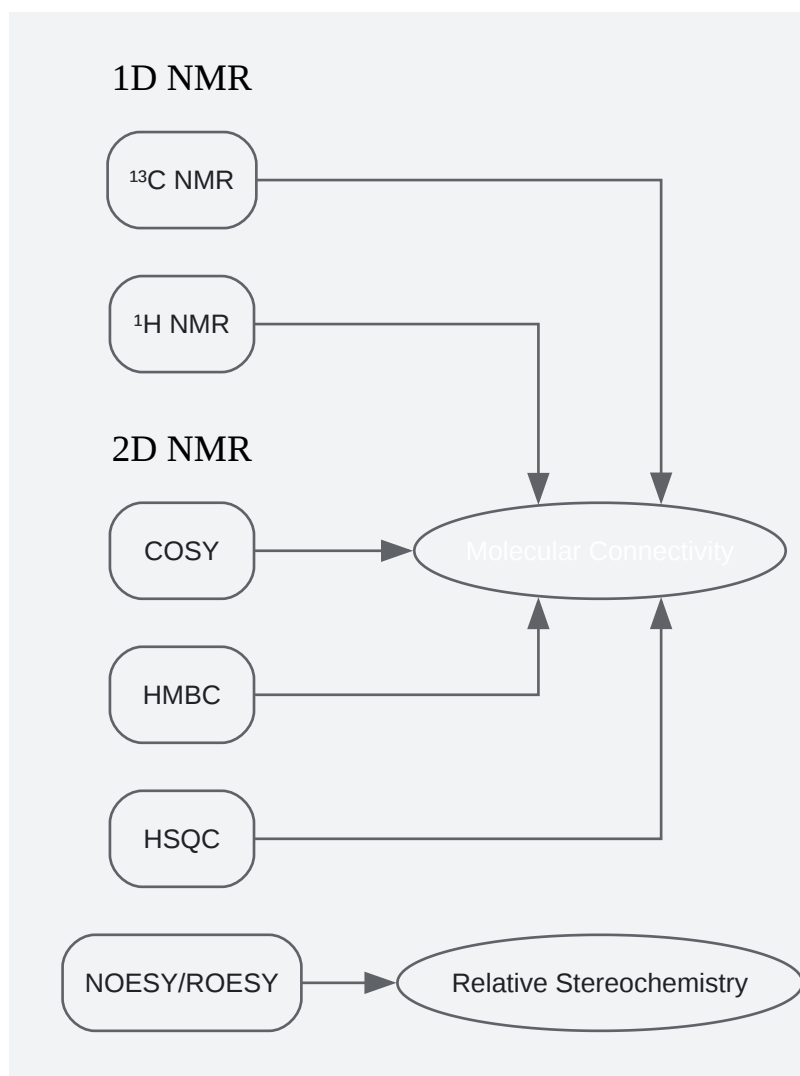 1D NMR
¹³C NMR
¹H NMR
2D NMR
COSY
Molecular Connectivity
HMBC
HSQC
NOESY/ROESY
Relative Stereochemistry